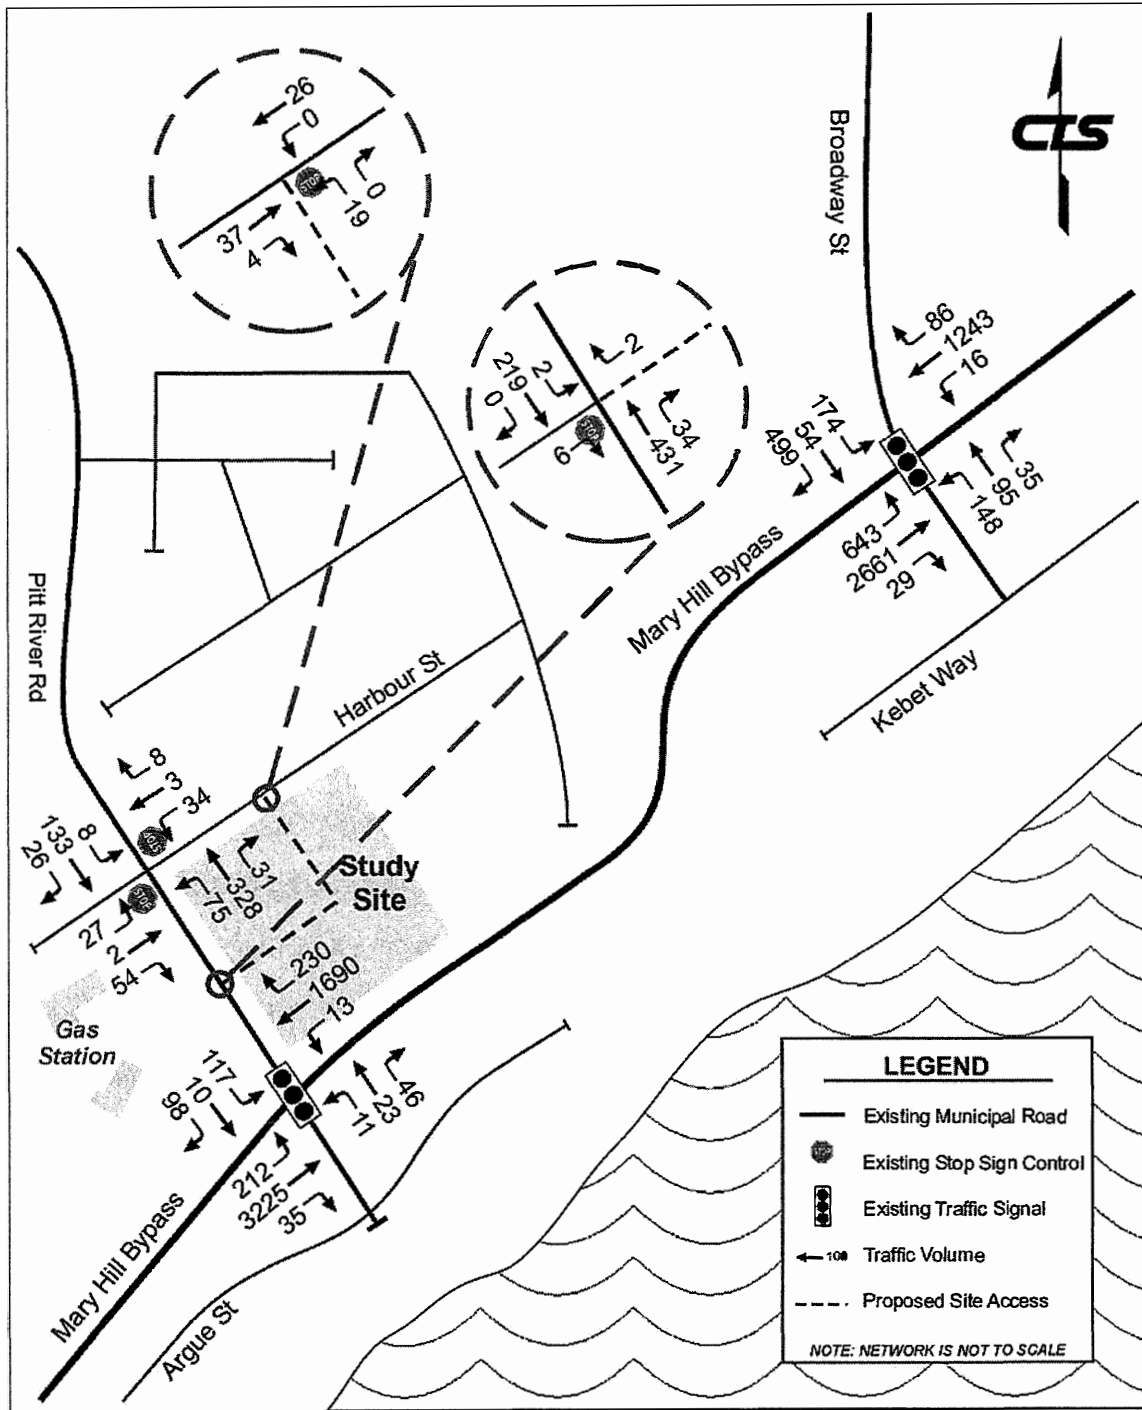 26
0
0
19
37
4
CTS
Broadway St
86
1243
16
2
2
219
0
34
431
6
STOP
174
54
499
35
95
148
643
2661
29
Mary Hill Bypass
Kebet Way
Pitt River Rd
Harbour St
8
3
34
8
133
26
31
328
75
27
2
54
Study
Site
230
1690
13
Gas
Station
117
10
98
46
23
11
212
3225
35
Mary Hill Bypass
Argue St
LEGEND
Existing Municipal Road
Existing Stop Sign Control
Existing Traffic Signal
100 Traffic Volume
Proposed Site Access
NOTE: NETWORK IS NOT TO SCALE